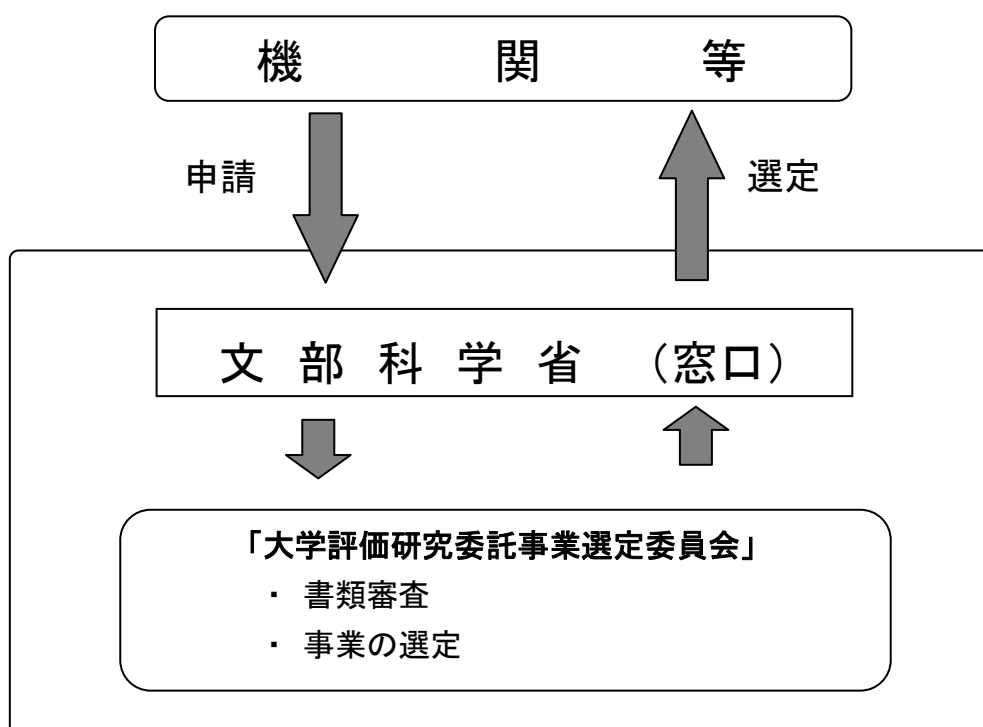 機関等
申請
選定
文部科学省（窓口）
「大学評価研究委託事業選定委員会」
・ 書類審査
・ 事業の選定